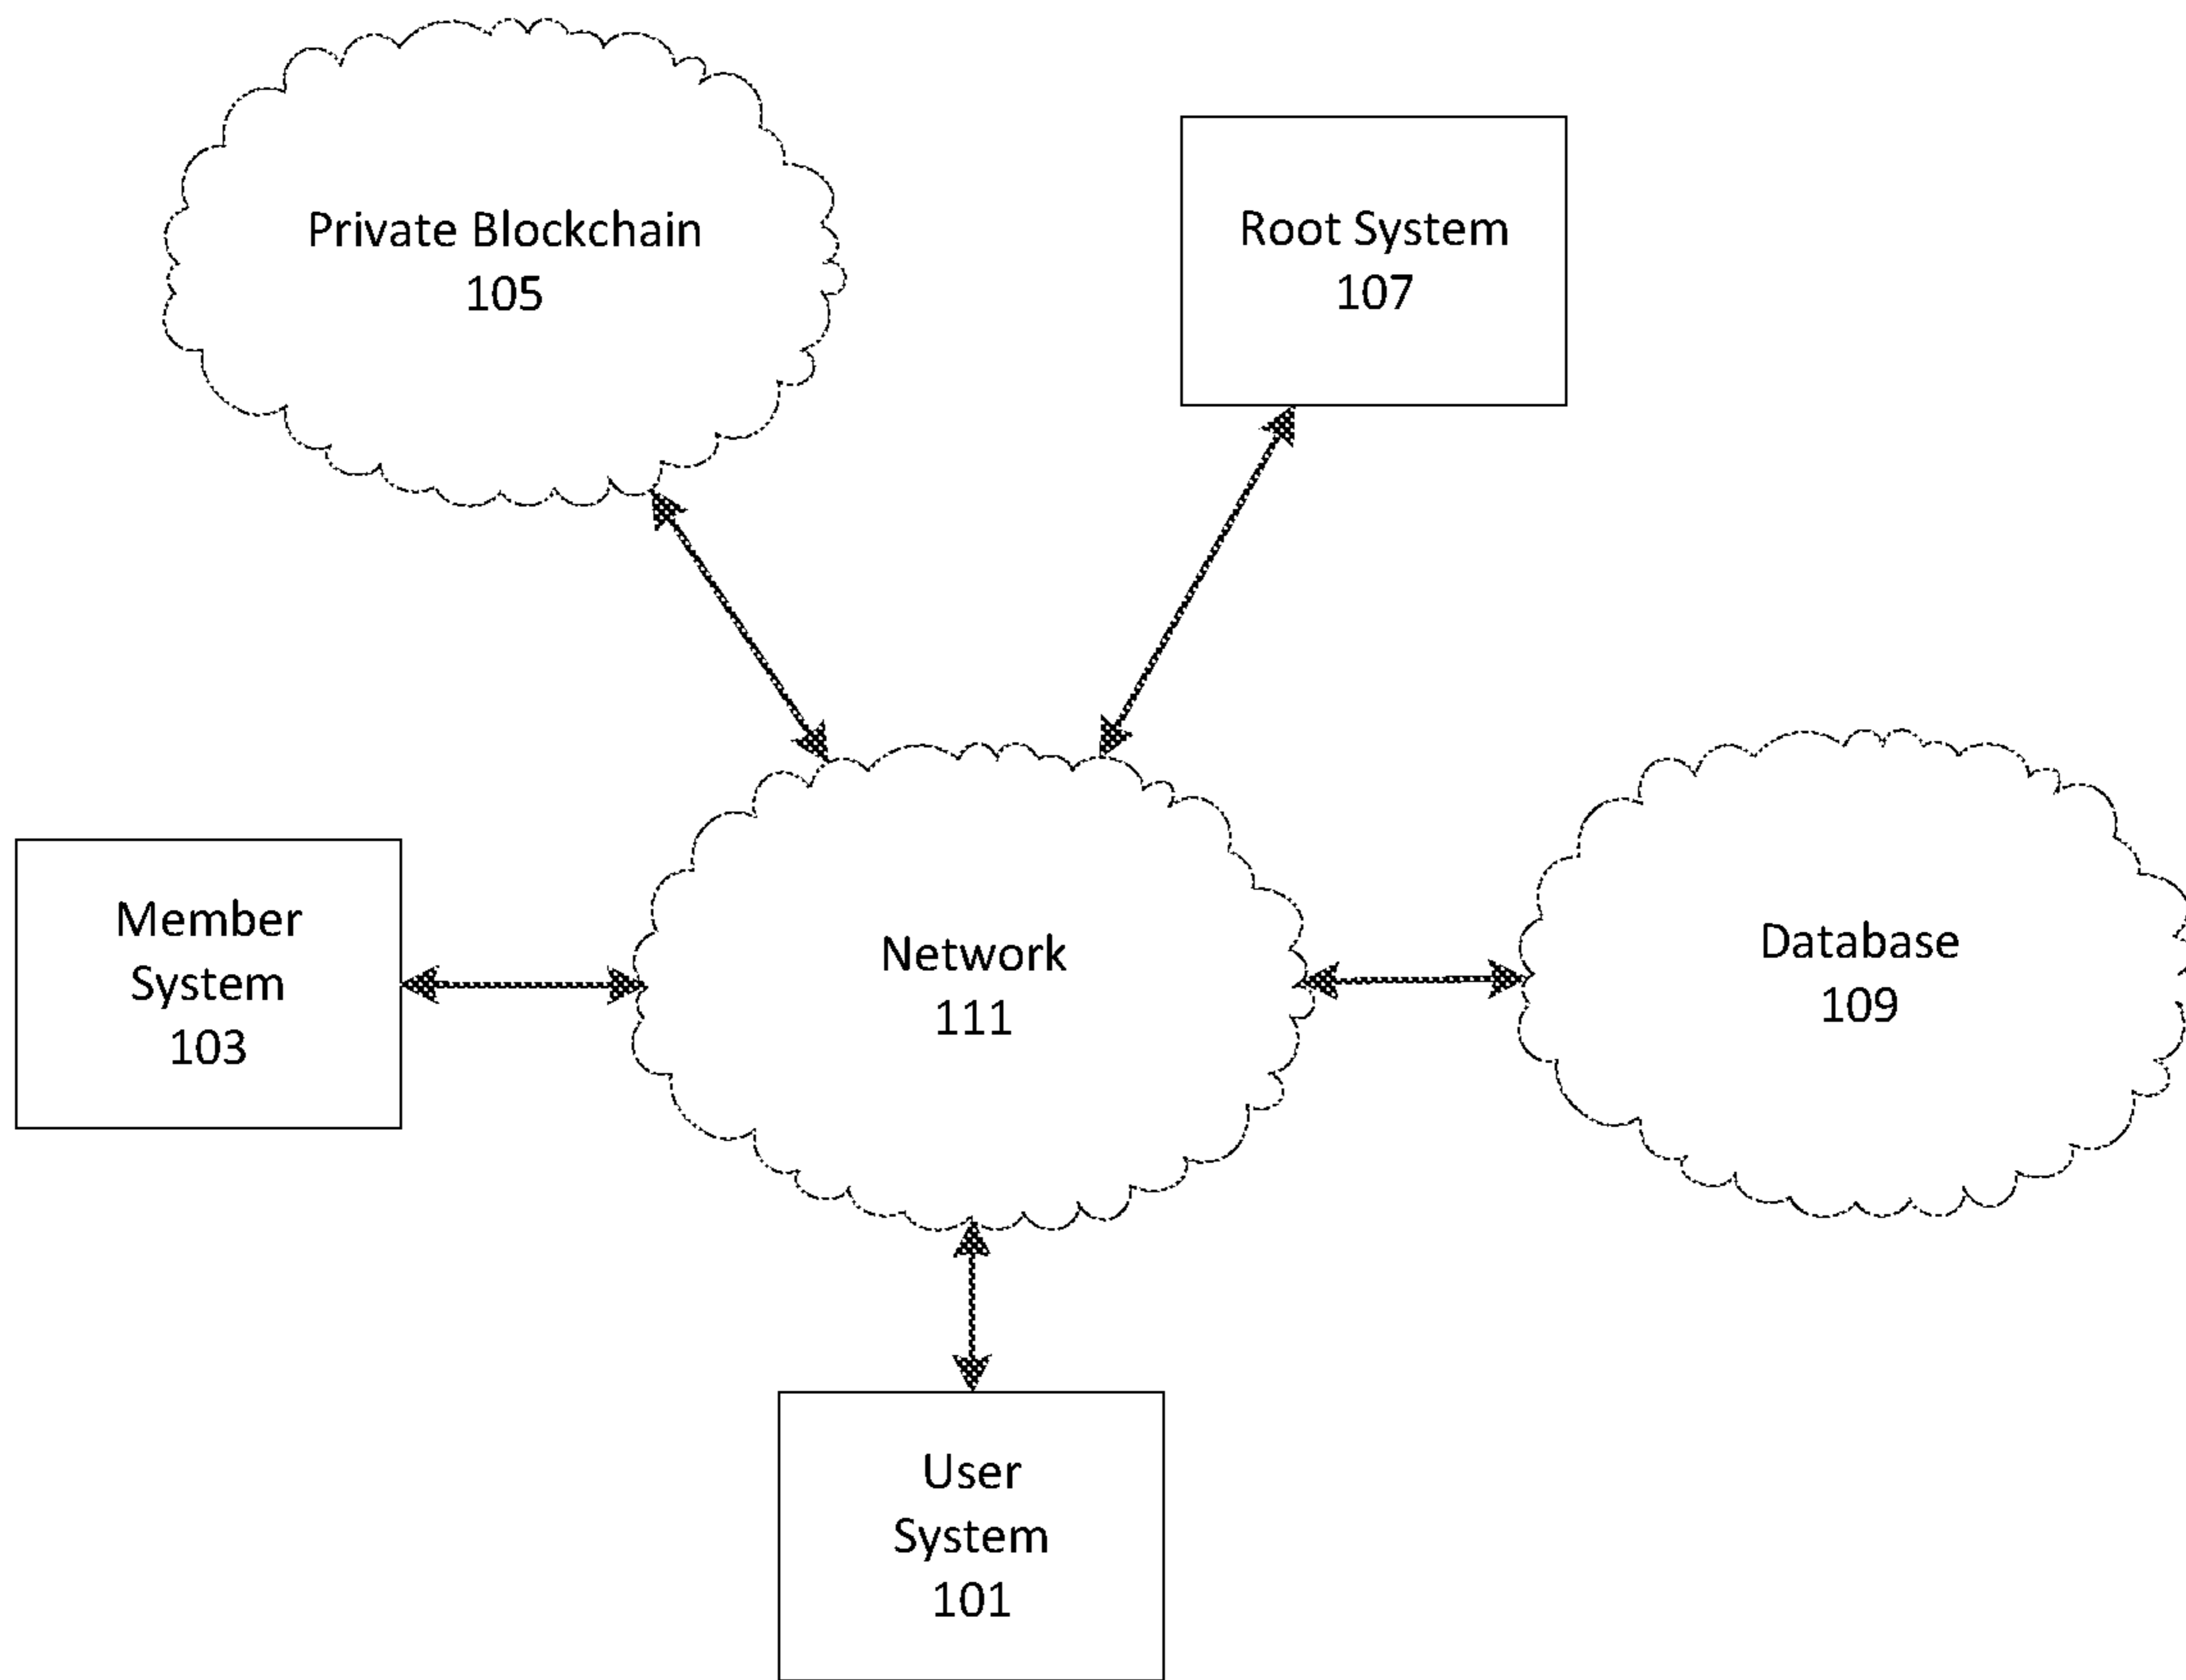 Private Blockchain
105
Root System
107
Member
System
103
Network
111
Database
109
User
System
101